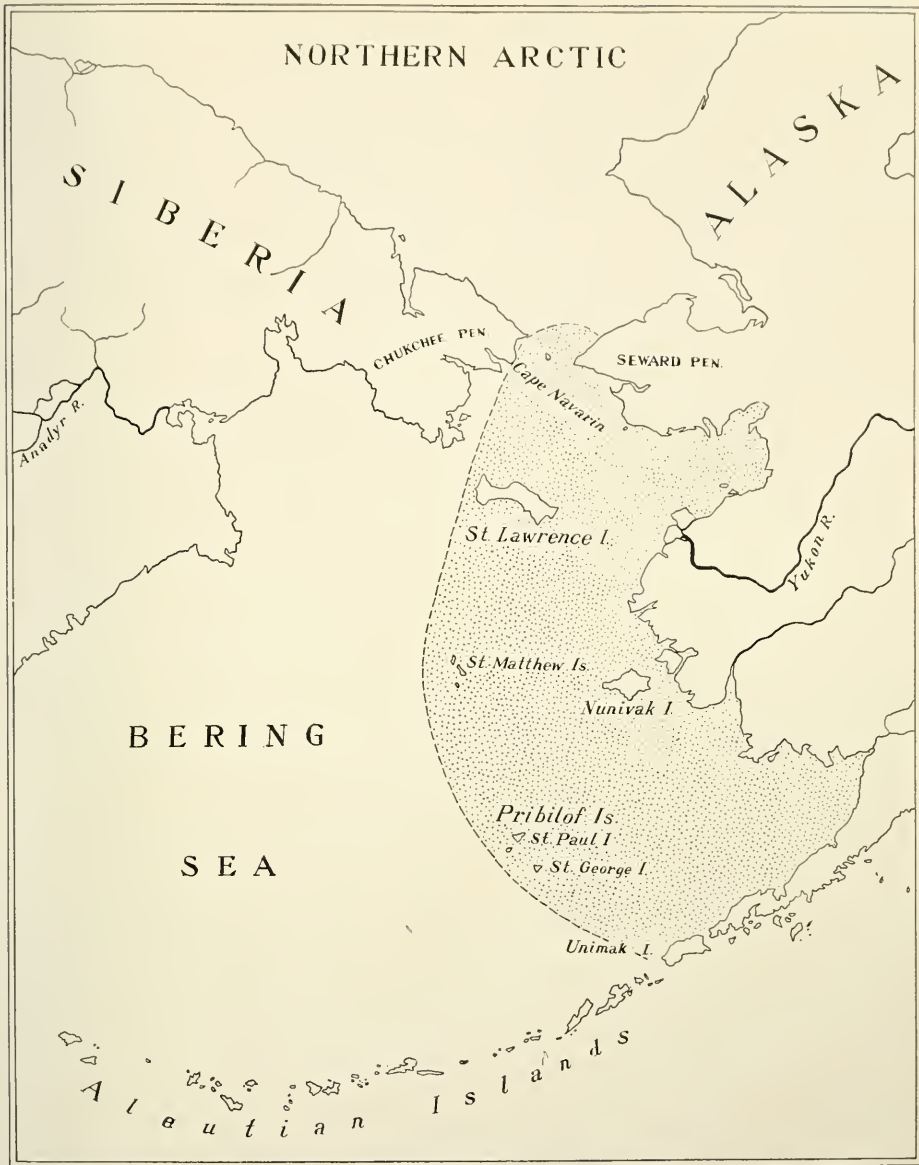 NORTHERN ARCTIC
ALASKA
SIBERIA
CHUKCHEE PEN.
SEWARD PEN.
Cape Navarin
Anadyr R.
St. Lawrence I.
Yukon R.
St. Matthew Is.
Nunivak I.
BERING
SEA
Pribilof Is.
St. Paul I
St. George I.
Unimak I.
Aleutian Islands